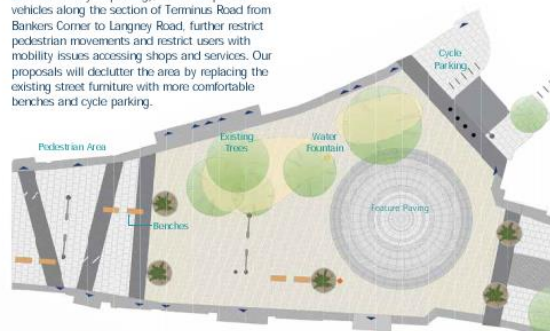 vehicles along the section of Terminus Road from
Bankers Corner to Langney Road, further restrict
pedestrian movements and restrict users with
mobility issues accessing shops and services. Our
proposals will declutter the area by replacing the
existing street furniture with more comfortable
benches and cycle parking.
Cycle
Parking
Pedestrian Area
Existing
Trees
Water
Fountain
Feature Paving
Benches